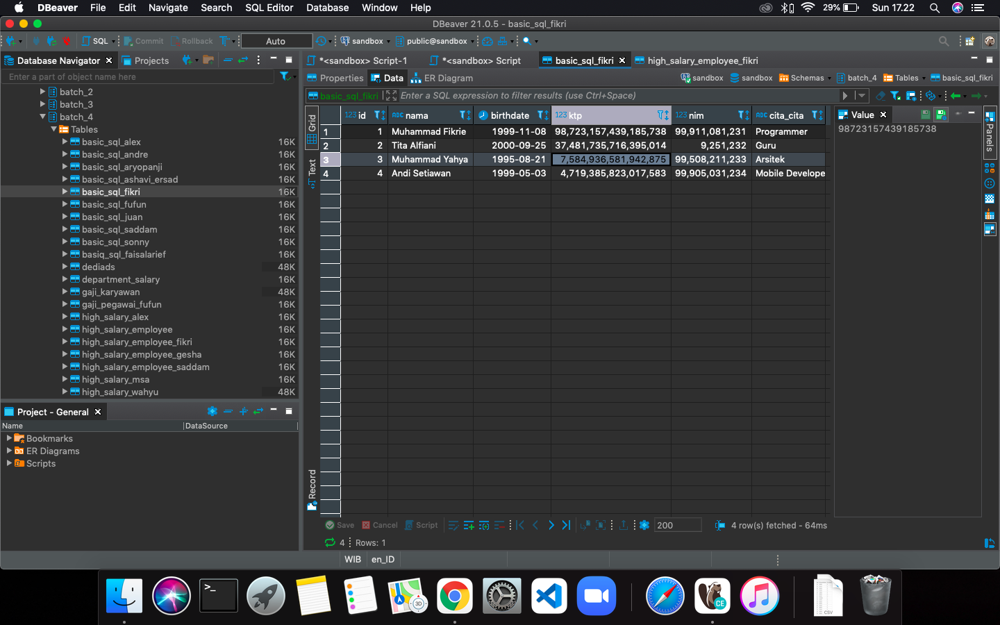 DBeaver File Edit Navigate Search SQL Editor Database Window Help 29% Sun 17.22
DBeaver 21.0.5 - basic_sql_fikri
SQL Commit Rollback T Auto sandbox public@sandbox
Database Navigator Projects
*<sandbox> Script-1 *<sandbox> Script basic_sql_fikri high_salary_employee_fikri
Enter a part of object name here
Properties Data ER Diagram sandbox sandbox Schemas batch_4 Tables basic_sql_fikri
basic_sql_fikri Enter a SQL expression to filter results (use Ctrl+Space)
batch_2
batch_3
batch_4
Tables
basic_sql_alex 16K
basic_sql_andre 16K
basic_sql_aryopanji 16K
basic_sql_ashavi_ersad 16K
basic_sql_fikri 16K
basic_sql_fufun 16K
basic_sql_juan 16K
basic_sql_saddam 16K
basic_sql_sonny 16K
basiq_sql_faisalarief 16K
dediads 48K
department_salary 16K
gaji_karyawan 48K
gaji_pegawai_fufun 16K
high_salary_alex 16K
high_salary_employee 16K
high_salary_employee_fikri 16K
high_salary_employee_gesha 16K
high_salary_employee_saddam 16K
high_salary_msa 16K
high_salary_wahyu 48K
Grid
Text
Record
123 id ABC nama birthdate 123 ktp 123 nim ABC cita_cita
1 1 Muhammad Fikrie 1999-11-08 98,723,157,439,185,738 99,911,081,231 Programmer
2 2 Tita Alfiani 2000-09-25 37,481,735,716,395,014 9,251,232 Guru
3 3 Muhammad Yahya 1995-08-21 7,584,936,581,942,875 99,508,211,233 Arsitek
4 4 Andi Setiawan 1999-05-03 4,719,385,823,017,583 99,905,031,234 Mobile Develope
Value
98723157439185738
Panels
Project - General
Name DataSource
Bookmarks
ER Diagrams
Scripts
Save Cancel Script 200 4 row(s) fetched - 64ms
4 Rows: 1
WIB en_ID
>_ 3D CE CSV